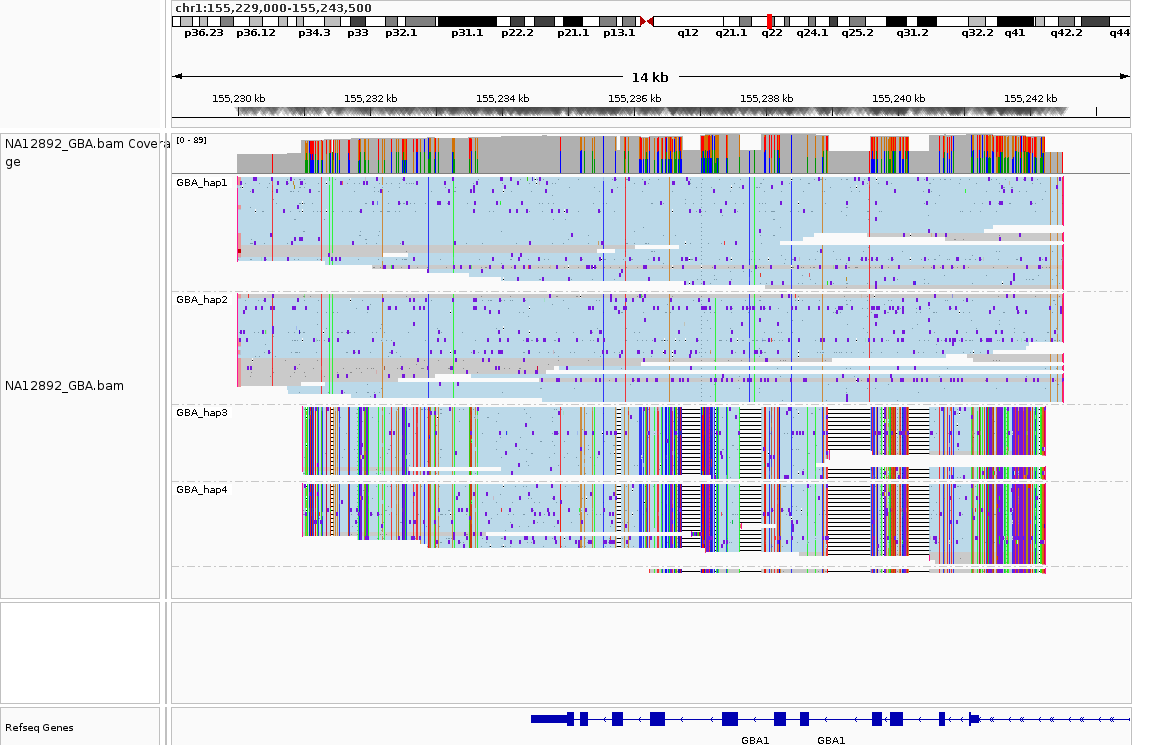 chr1:155,229,000-155,243,500
p36.23 p36.12 p34.3 p33 p32.1 p31.1 p22.2 p21.1 p13.1 q12 q21.1 q22 q24.1 q25.2 q31.2 q32.2 q41 q42.2 q44
14 kb
155,230 kb 155,232 kb 155,234 kb 155,236 kb 155,238 kb 155,240 kb 155,242 kb
NA12892_GBA.bam Covera
ge
[0 - 89]
GBA_hap1
GBA_hap2
NA12892_GBA.bam
GBA_hap3
GBA_hap4
Refseq Genes
GBA1 GBA1